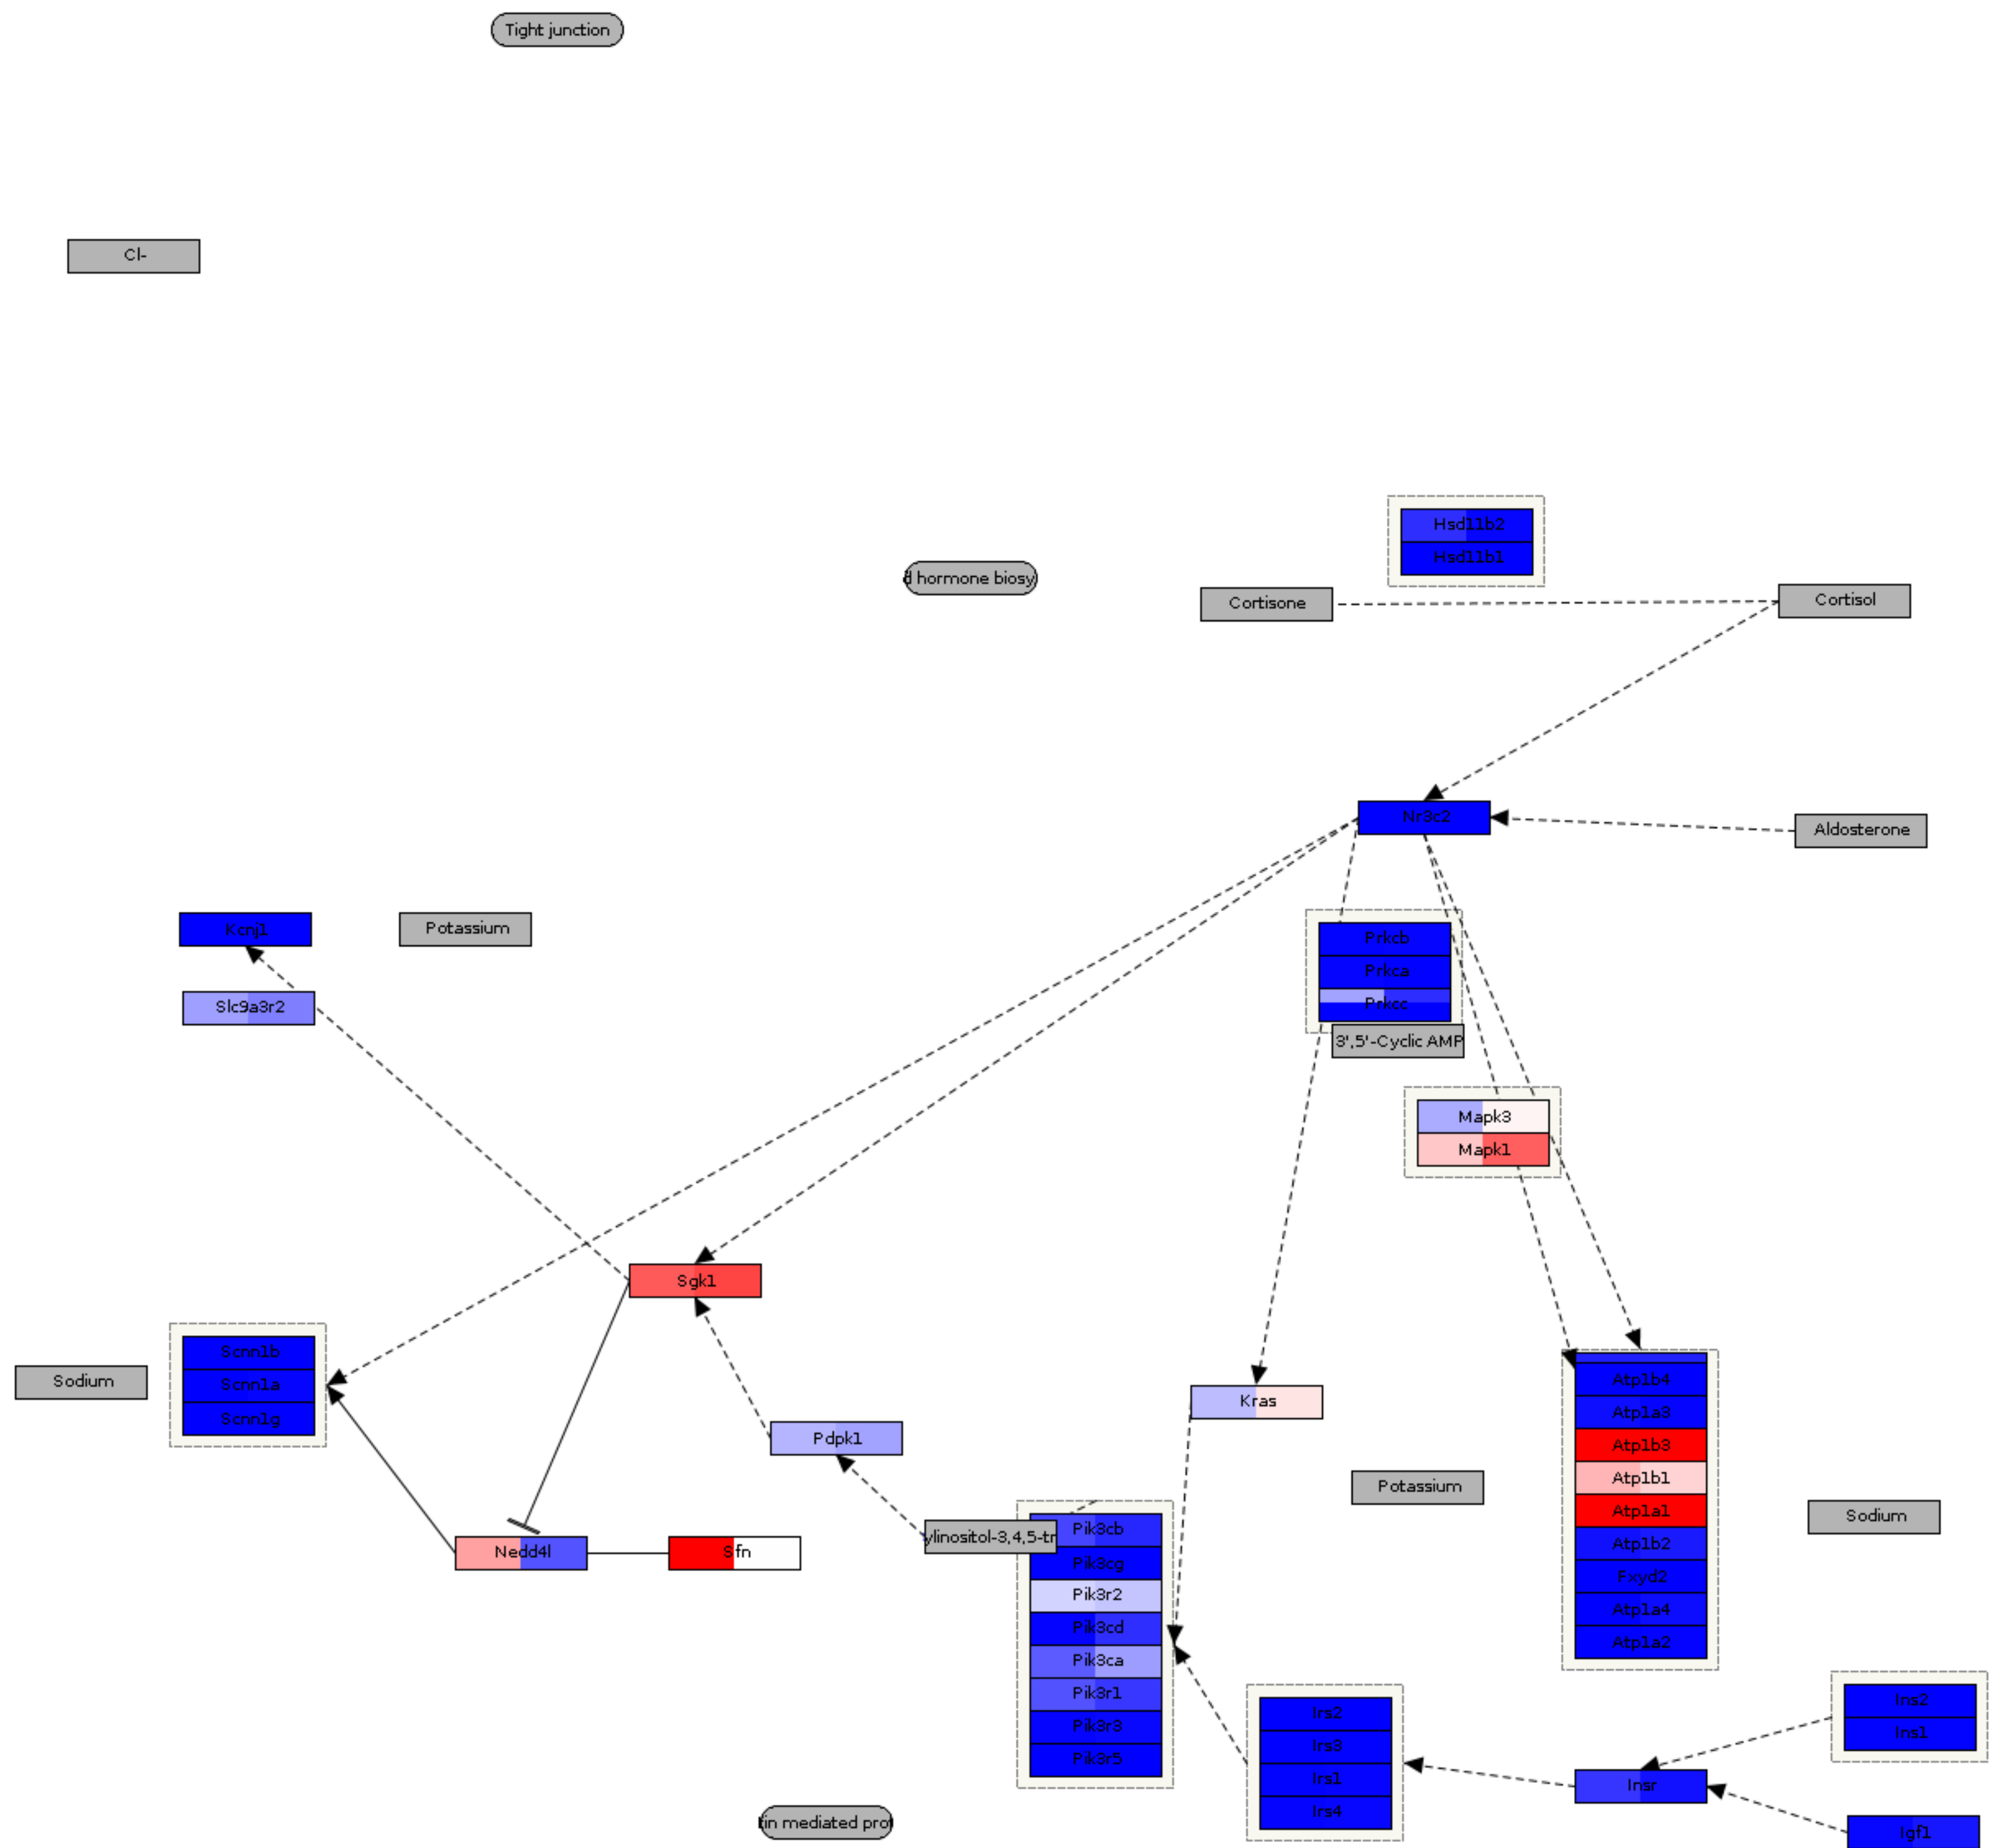 Tight junction
Cl-
Hsd11b2
Hsd11b1
d hormone biosy
Cortisone
Cortisol
Nr3c2
Aldosterone
Kcnj1
Potassium
Prkcb
Prkca
Prkcc
Slc9a3r2
3',5'-Cyclic AMP
Mapk3
Mapk1
Sgk1
Scnn1b
Scnn1a
Scnn1g
Sodium
Kras
Pdpk1
Atp1b4
Atp1a3
Atp1b3
Atp1b1
Atp1a1
Atp1b2
Fxyd2
Atp1a4
Atp1a2
Potassium
Sodium
Nedd4l
Sfn
ylinositol-3,4,5-tr
Pik3cb
Pik3cg
Pik3r2
Pik3cd
Pik3ca
Pik3r1
Pik3r3
Pik3r5
Irs2
Irs3
Irs1
Irs4
Ins2
Ins1
Insr
Igf1
tin mediated prot